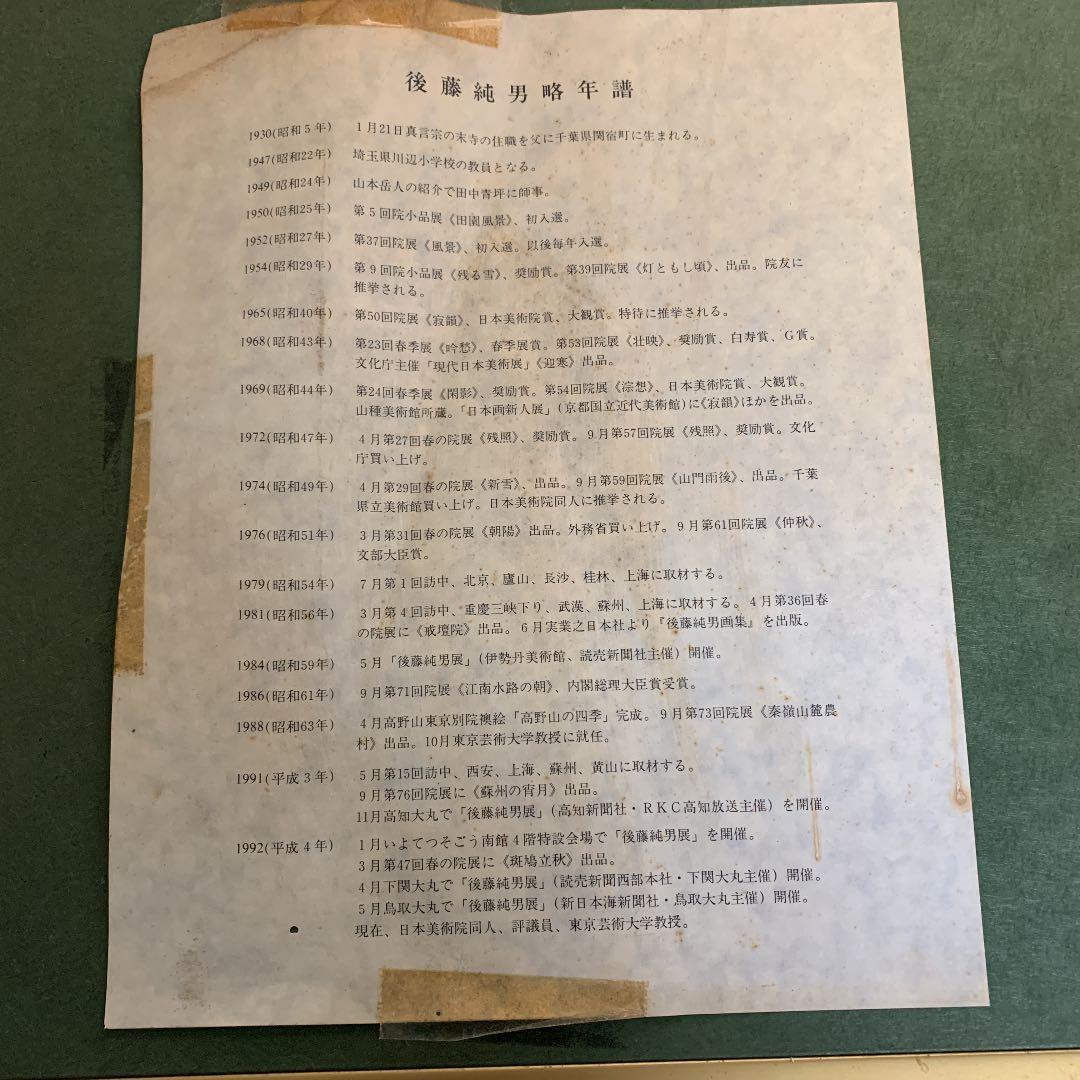 後藤純男略年譜
1930(昭和5年) 1月21日真言宗の末寺の住職を父に千葉県関宿町に生まれる。
1947(昭和22年) 埼玉県川辺小学校の教員となる。
1949(昭和24年) 山本岳人の紹介で田中青坪に師事。
1950(昭和25年) 第5回院小品展《田園風景》、初入選。
1952(昭和27年) 第37回院展《風景》、初入選。以後毎年入選。
1954(昭和29年) 第9回院小品展《残る雪》、奨励賞。第39回院展《灯ともし頃》、出品。院友に
推挙される。
1965(昭和40年) 第50回院展《寂韻》、日本美術院賞、大観賞。特待に推挙される。
1968(昭和43年) 第23回春季展《吟愁》、春季展賞。第53回院展《壮映》、奨励賞、白寿賞、G賞。
文化庁主催「現代日本美術展」《迎寒》出品。
1969(昭和44年) 第24回春季展《閑影》、奨励賞。第54回院展《淙想》、日本美術院賞、大観賞。
山種美術館所蔵。「日本画新人展」(京都国立近代美術館)に《寂韻》ほかを出品。
1972(昭和47年) 4月第27回春の院展《残照》、奨励賞。9月第57回院展《残照》、奨励賞。文化
庁買い上げ。
1974(昭和49年) 4月第29回春の院展《新雪》、出品。9月第59回院展《山門雨後》、出品。千葉
県立美術館買い上げ。日本美術院同人に推挙される。
1976(昭和51年) 3月第31回春の院展《朝陽》出品。外務省買い上げ。9月第61回院展《仲秋》、
文部大臣賞。
1979(昭和54年) 7月第1回訪中、北京、廬山、長沙、桂林、上海に取材する。
1981(昭和56年) 3月第4回訪中、重慶三峡下り、武漢、蘇州、上海に取材する。4月第36回春
の院展に《戒壇院》出品。6月実業之日本社より『後藤純男画集』を出版。
1984(昭和59年) 5月「後藤純男展」(伊勢丹美術館、読売新聞社主催)開催。
1986(昭和61年) 9月第71回院展《江南水路の朝》、内閣総理大臣賞受賞。
1988(昭和63年) 4月高野山東京別院襖絵「高野山の四季」完成。9月第73回院展《秦嶺山麓農
村》出品。10月東京芸術大学教授に就任。
1991(平成3年) 5月第15回訪中、西安、上海、蘇州、黄山に取材する。
9月第76回院展に《蘇州の宵月》出品。
11月高知大丸で「後藤純男展」(高知新聞社・RKC高知放送主催)を開催。
1992(平成4年) 1月いよてつそごう南館4階特設会場で「後藤純男展」を開催。
3月第47回春の院展に《斑鳩立秋》出品。
4月下関大丸で「後藤純男展」(読売新聞西部本社・下関大丸主催)開催。
5月鳥取大丸で「後藤純男展」(新日本海新聞社・鳥取大丸主催)開催。
現在、日本美術院同人、評議員、東京芸術大学教授。